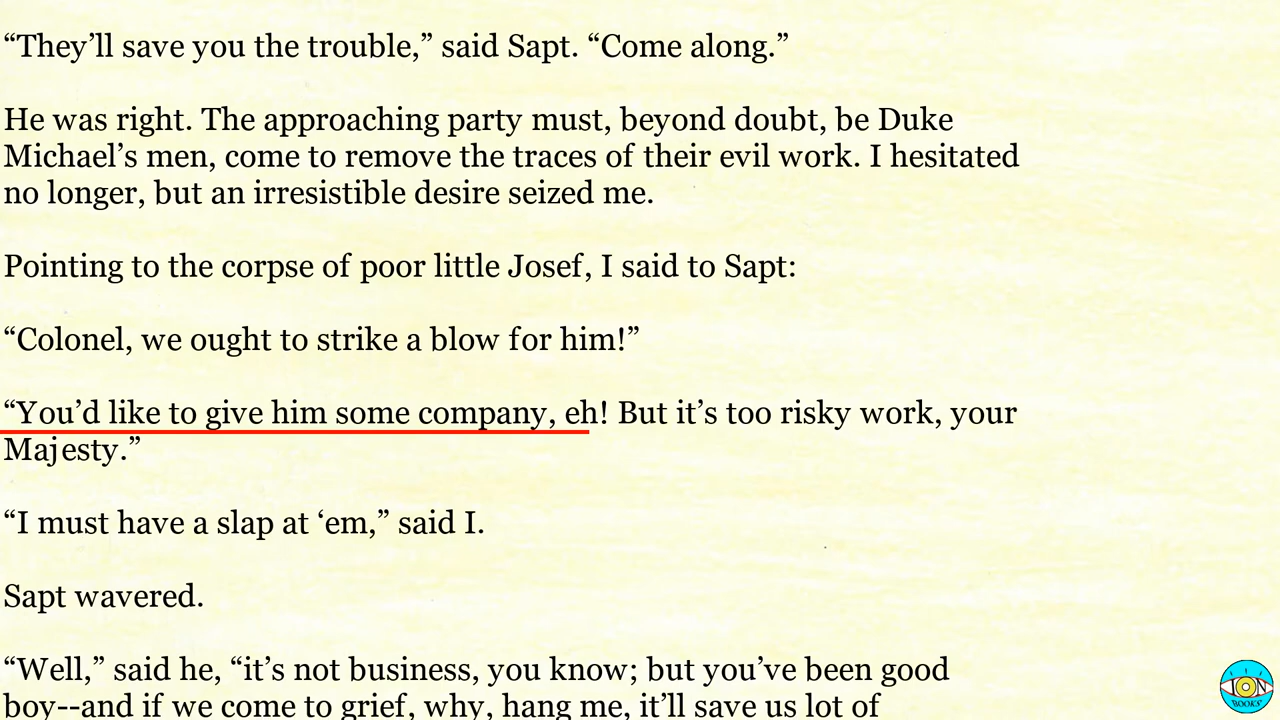 “They’ll save you the trouble,” said Sapt. “Come along.”
He was right. The approaching party must, beyond doubt, be Duke
Michael’s men, come to remove the traces of their evil work. I hesitated
no longer, but an irresistible desire seized me.
Pointing to the corpse of poor little Josef, I said to Sapt:
“Colonel, we ought to strike a blow for him!”
“You’d like to give him some company, eh! But it’s too risky work, your
Majesty.”
“I must have a slap at ‘em,” said I.
Sapt wavered.
“Well,” said he, “it’s not business, you know; but you’ve been good
boy--and if we come to grief, why, hang me, it’ll save us lot of
ION
BOOKS